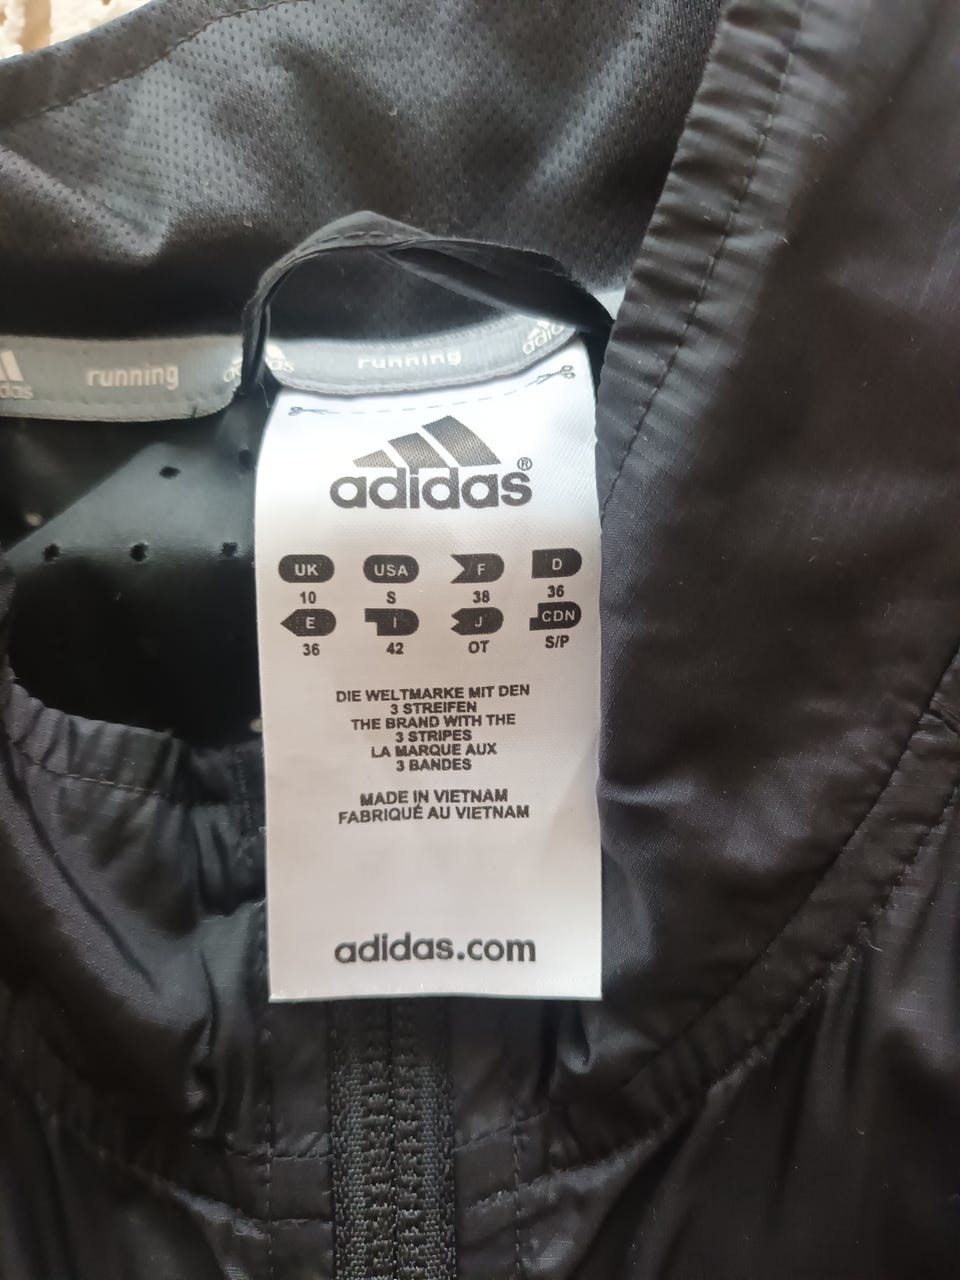 running
adidas
running
adidas
adidas®
UK USA F D
10 S 38 36
E I J CDN
36 42 OT S/P
DIE WELTMARKE MIT DEN
3 STREIFEN
THE BRAND WITH THE
3 STRIPES
LA MARQUE AUX
3 BANDES
MADE IN VIETNAM
FABRIQUÉ AU VIETNAM
adidas.com